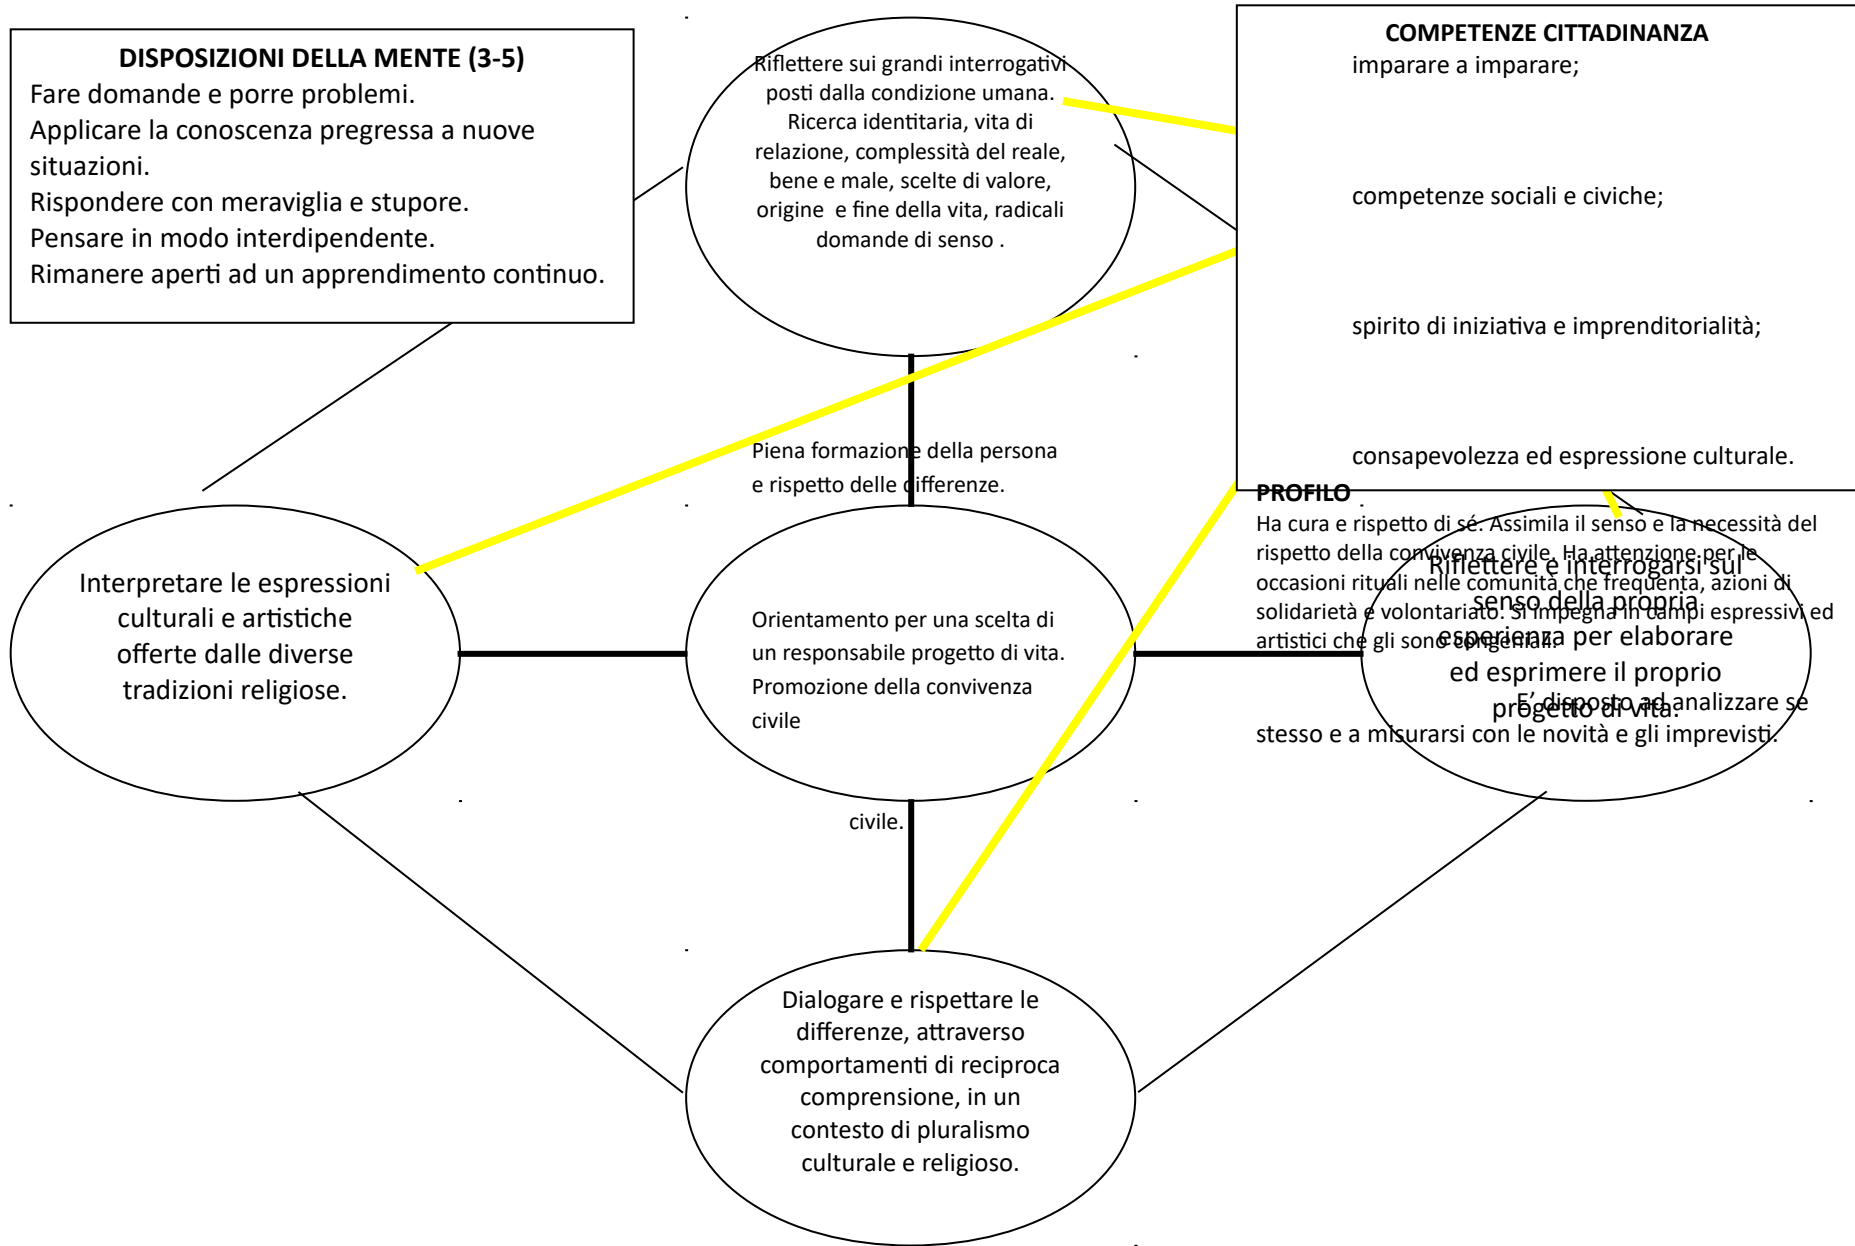 DISPOSIZIONI DELLA MENTE (3-5)
Fare domande e porre problemi.
Applicare la conoscenza pregressa a nuove
situazioni.
Rispondere con meraviglia e stupore.
Pensare in modo interdipendente.
Rimanere aperti ad un apprendimento continuo.
Riflettere sui grandi interrogativi
posti dalla condizione umana.
Ricerca identitaria, vita di
relazione, complessità del reale,
bene e male, scelte di valore,
origine e fine della vita, radicali
domande di senso .
COMPETENZE CITTADINANZA
imparare a imparare;
competenze sociali e civiche;
spirito di iniziativa e imprenditorialità;
consapevolezza ed espressione culturale.
Piena formazione della persona
e rispetto delle differenze.
PROFILO
Ha cura e rispetto di sé. Assimila il senso e la necessità del
rispetto della convivenza civile. Ha attenzione per le
occasioni rituali nelle comunità che frequenta, azioni di
solidarietà e volontariato. Si impegna in campi espressivi ed
artistici che gli sono congeniali.
E’ disposto ad analizzare se
stesso e a misurarsi con le novità e gli imprevisti.
Interpretare le espressioni
culturali e artistiche
offerte dalle diverse
tradizioni religiose.
Orientamento per una scelta di
un responsabile progetto di vita.
Promozione della convivenza
civile
Riflettere e interrogarsi sul
senso della propria
esperienza per elaborare
ed esprimere il proprio
progetto di vita.
civile.
Dialogare e rispettare le
differenze, attraverso
comportamenti di reciproca
comprensione, in un
contesto di pluralismo
culturale e religioso.